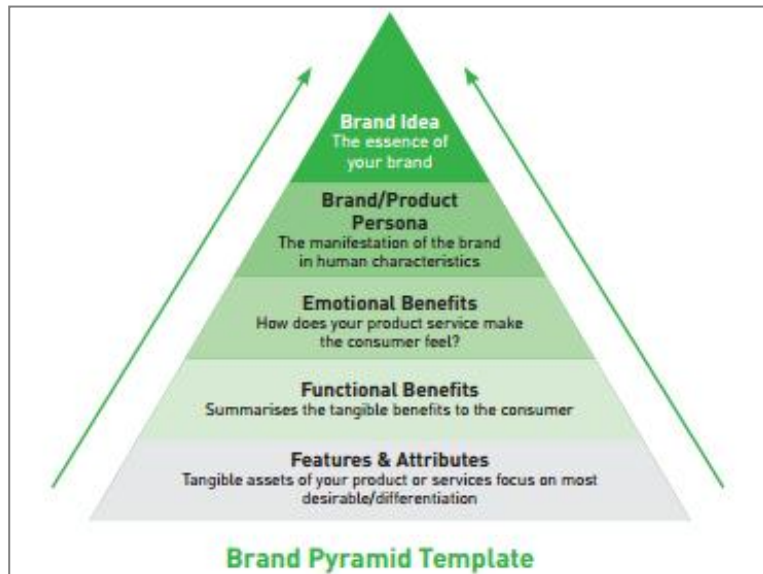 Brand Idea
The essence of
your brand
Brand/Product
Persona
The manifestation of the brand
in human characteristics
Emotional Benefits
How does your product service make
the consumer feel?
Functional Benefits
Summarises the tangible benefits to the consumer
Features & Attributes
Tangible assets of your product or services focus on most
desirable/differentiation
Brand Pyramid Template